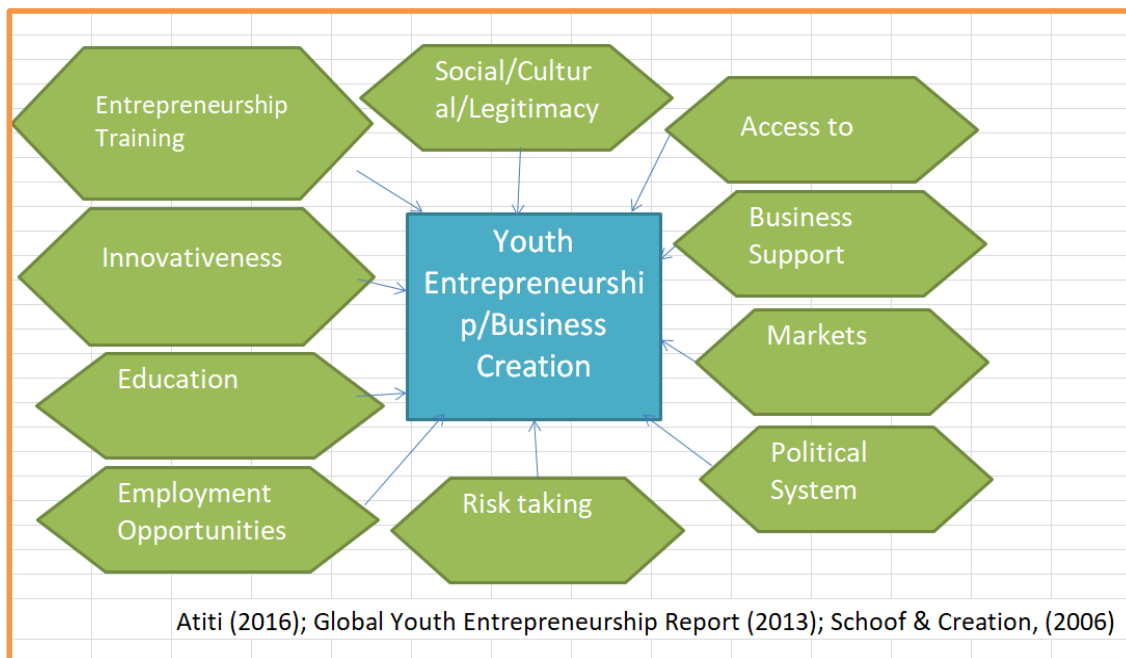 Entrepreneurship
Training
Social/Cultur
al/Legitimacy
Access to
Innovativeness
Youth
Entrepreneurshi
p/Business
Creation
Business
Support
Education
Markets
Employment
Opportunities
Risk taking
Political
System
Atiti (2016); Global Youth Entrepreneurship Report (2013); Schoof & Creation, (2006)